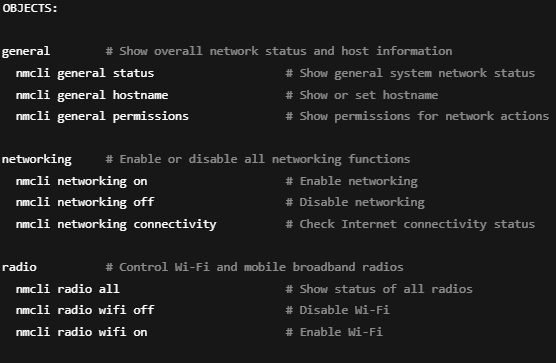 OBJECTS:
general # Show overall network status and host information
nmcli general status # Show general system network status
nmcli general hostname # Show or set hostname
nmcli general permissions # Show permissions for network actions
networking # Enable or disable all networking functions
nmcli networking on # Enable networking
nmcli networking off # Disable networking
nmcli networking connectivity # Check Internet connectivity status
radio # Control Wi-Fi and mobile broadband radios
nmcli radio all # Show status of all radios
nmcli radio wifi off # Disable Wi-Fi
nmcli radio wifi on # Enable Wi-Fi